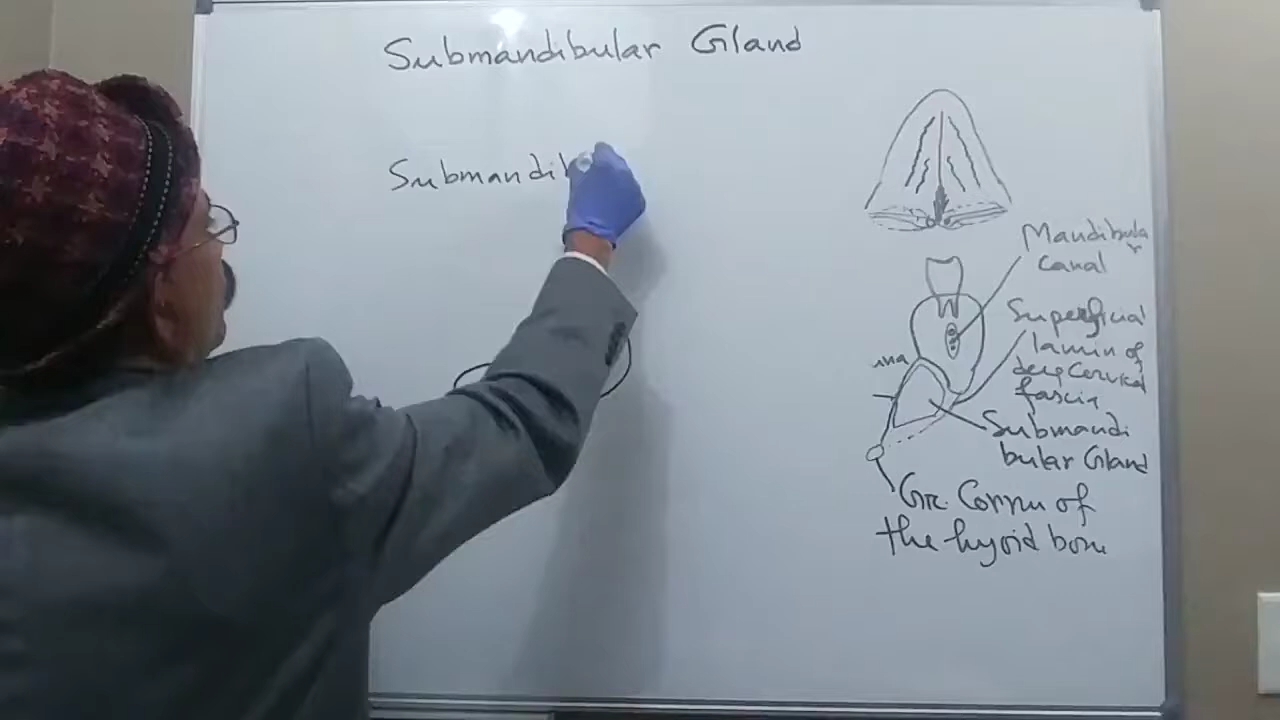 Submandibular Gland
Submandib
Mandibular
canal
Superficial
lamin of
deep Cervical
fascia
Submandi
bular Gland
Gr. Cornu of
the hyoid bone